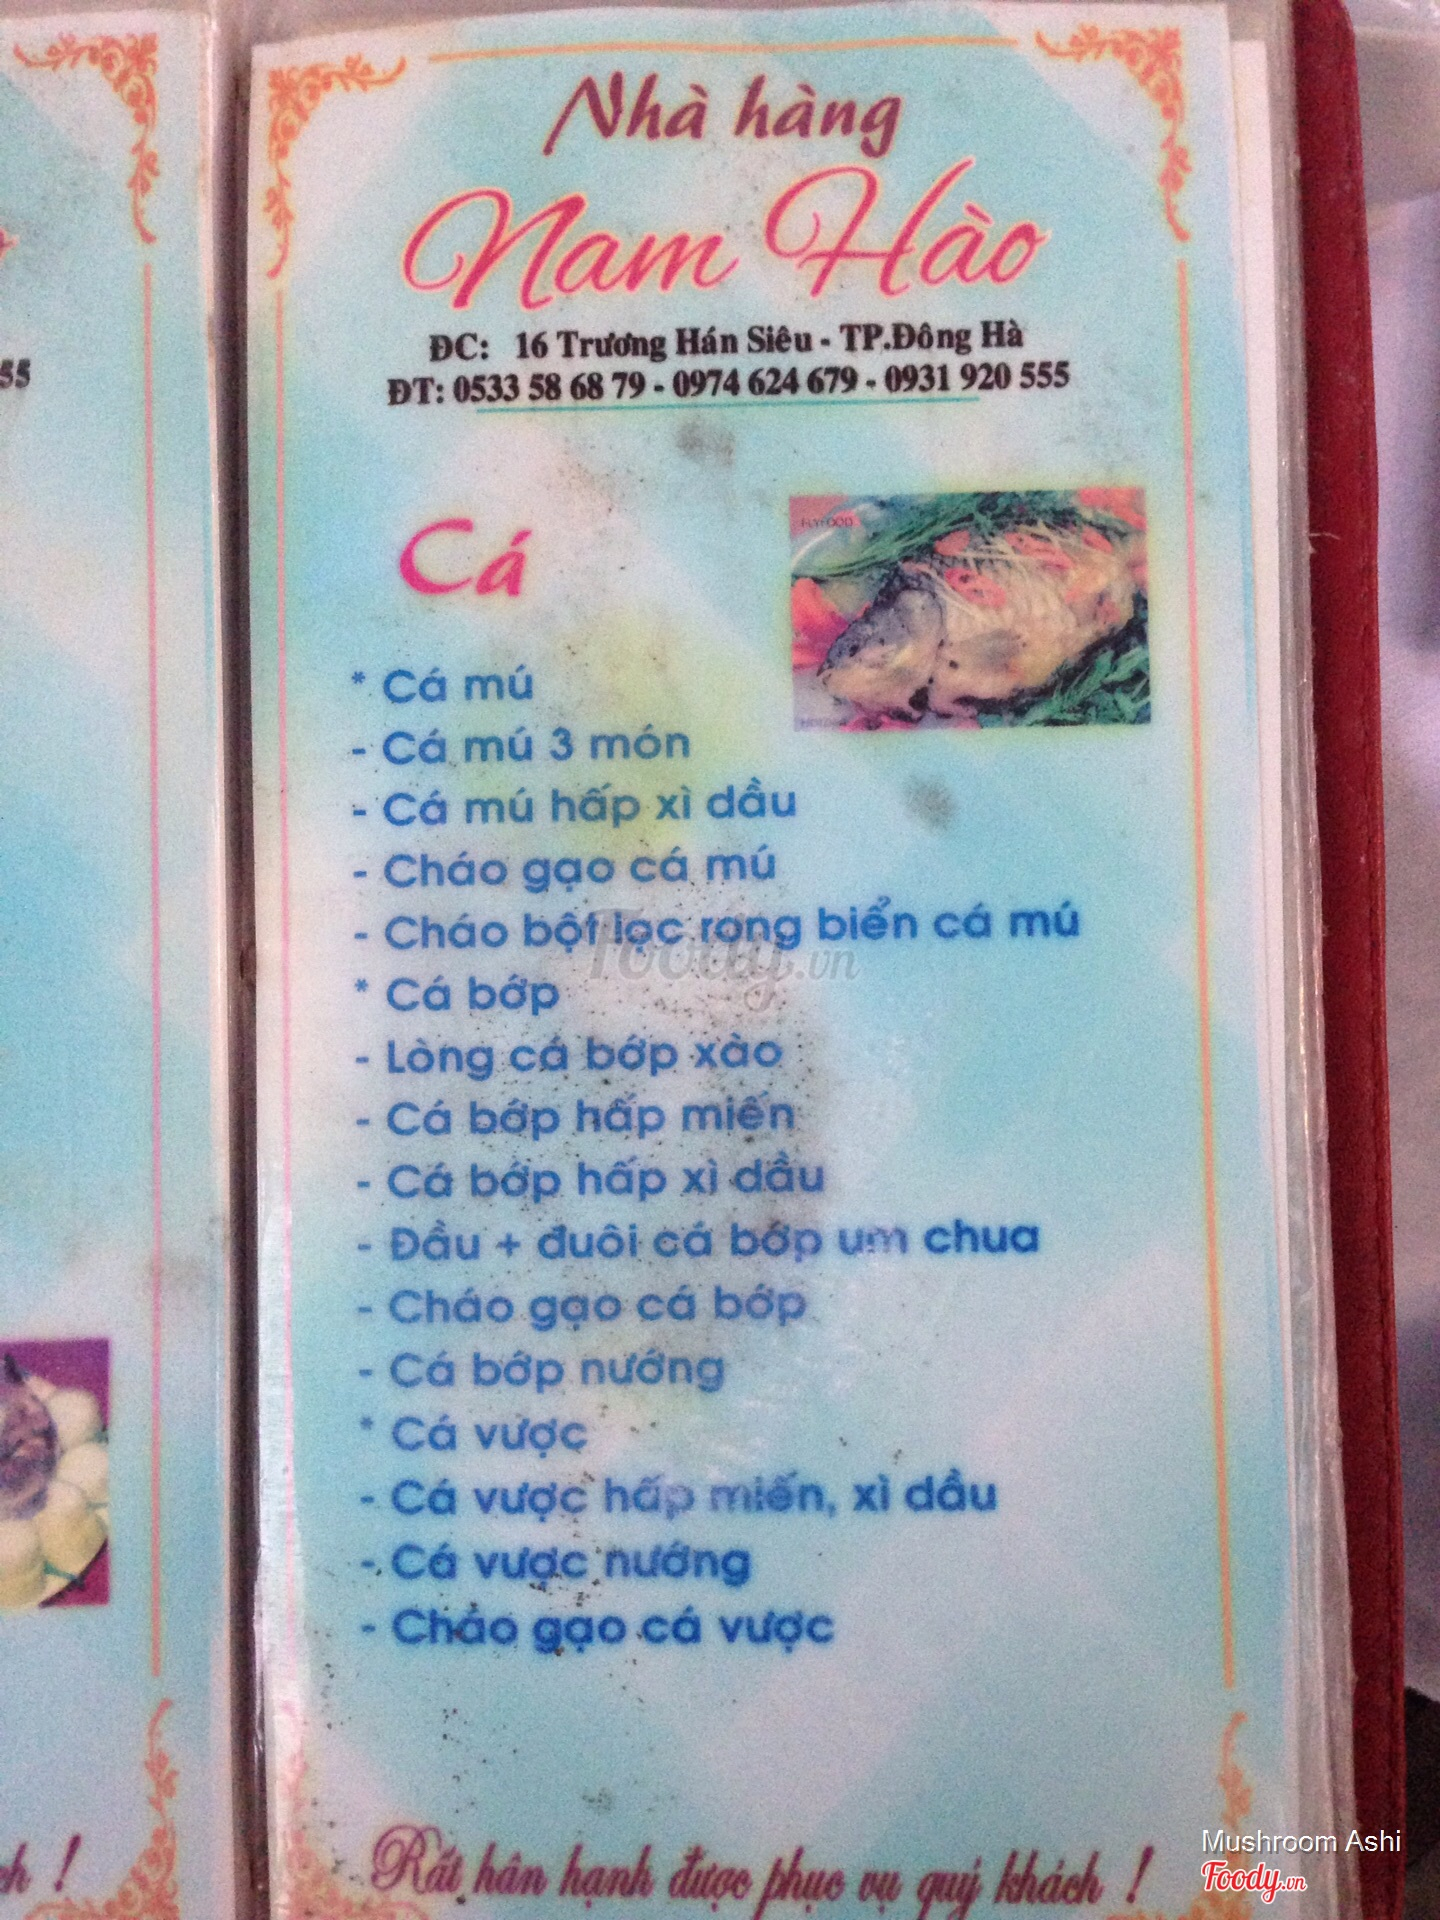 Nhà hàng
Nam Hào
ĐC: 16 Trương Hán Siêu - TP.Đông Hà
ĐT: 0533 58 68 79 - 0974 624 679 - 0931 920 555
55
FLYFOOD
Cá
* Cá mú
- Cá mú 3 món
- Cá mú hấp xì dầu
- Cháo gạo cá mú
- Cháo bột lọc rong biển cá mú
Foody.vn
* Cá bớp
- Lòng cá bớp xào
- Cá bớp hấp miến
- Cá bớp hấp xì dầu
- Đầu + đuôi cá bớp um chua
- Cháo gạo cá bớp
- Cá bớp nướng
* Cá vược
- Cá vược hấp miến, xì dầu
- Cá vược nướng
- Cháo gạo cá vược
Rất hân hạnh được phục vụ quý khách !
ch !
Mushroom Ashi
Foody.vn